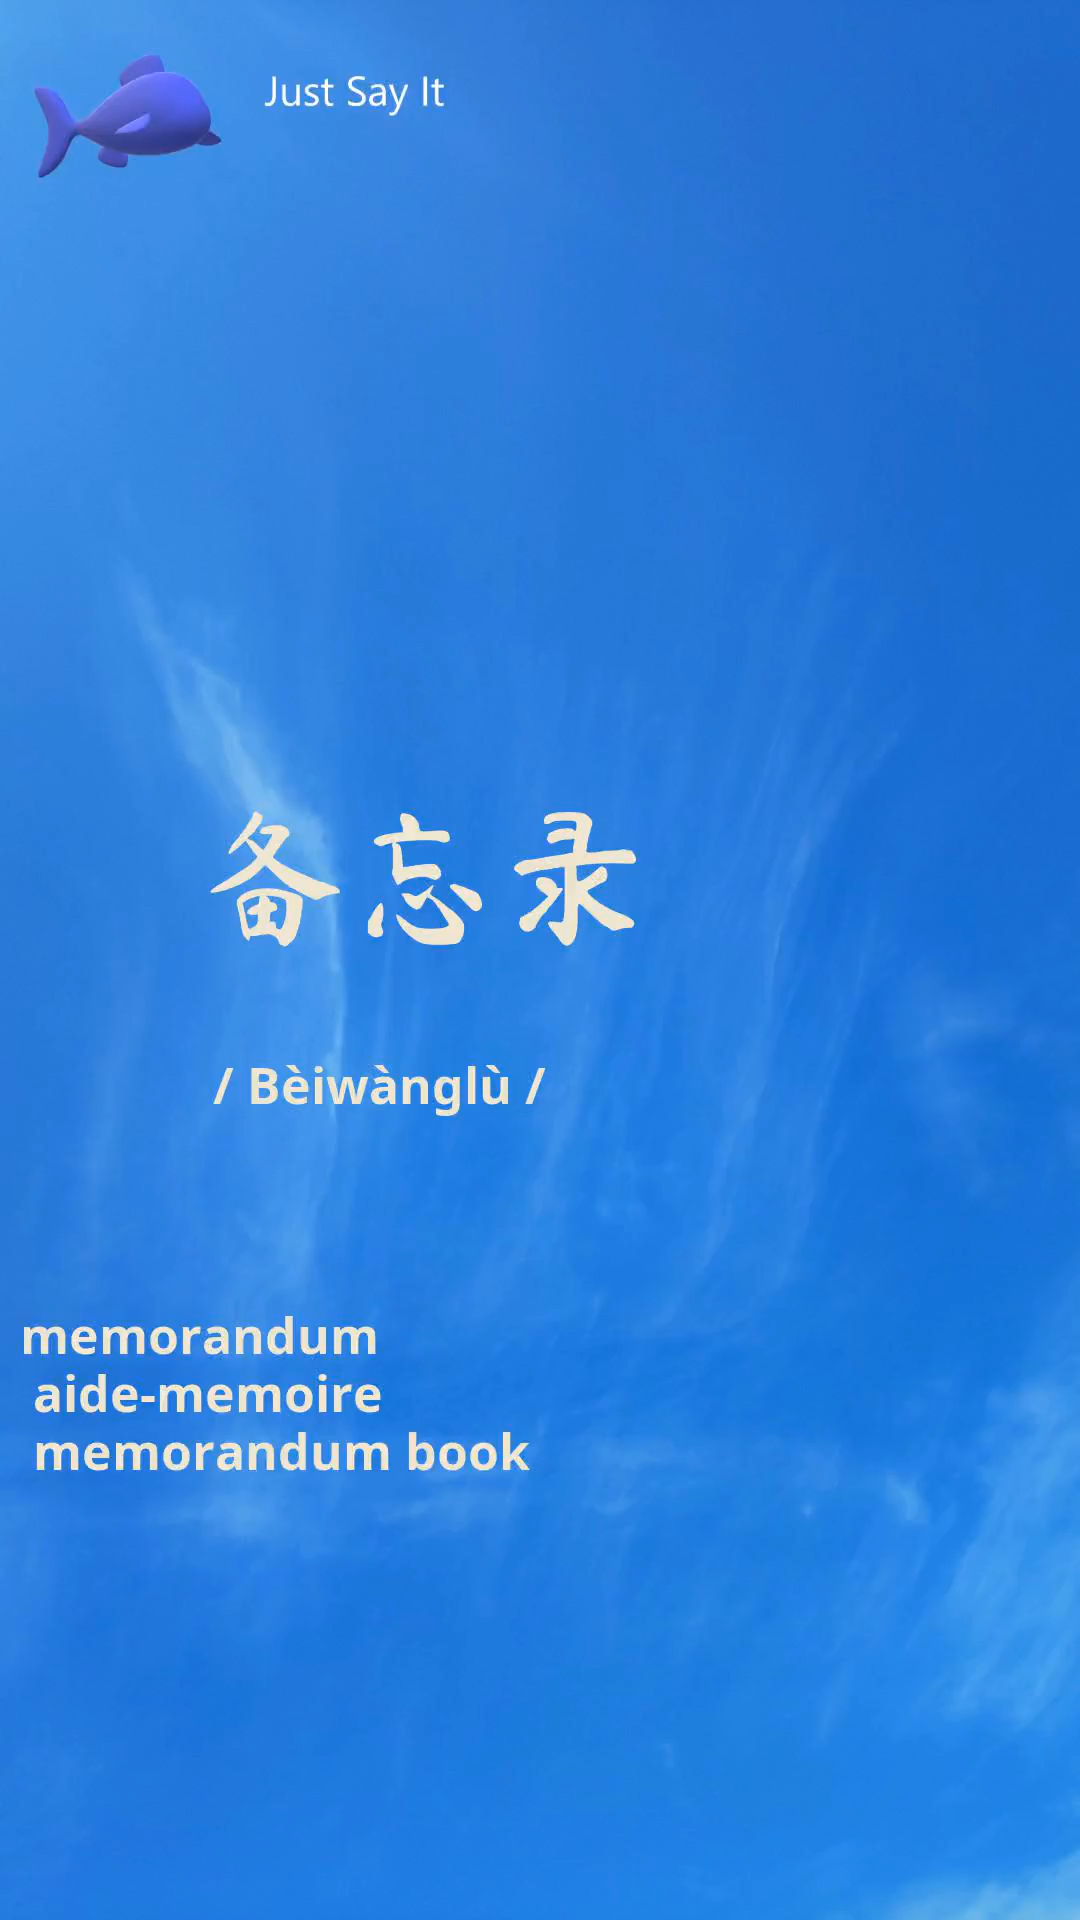 Just Say It
备忘录
/ Bèiwànglù /
memorandum
aide-memoire
memorandum book